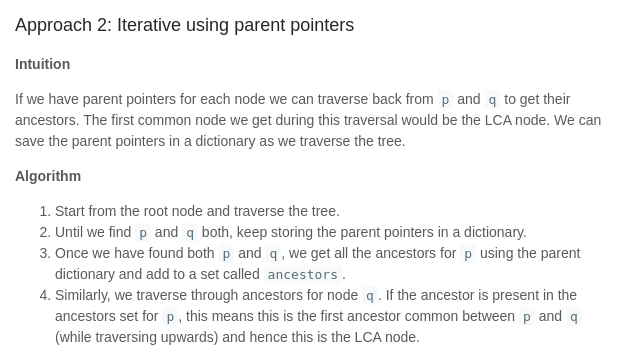 Approach 2: Iterative using parent pointers
Intuition
If we have parent pointers for each node we can traverse back from p and q to get their
ancestors. The first common node we get during this traversal would be the LCA node. We can
save the parent pointers in a dictionary as we traverse the tree.
Algorithm
1. Start from the root node and traverse the tree.
2. Until we find p and q both, keep storing the parent pointers in a dictionary.
3. Once we have found both p and q, we get all the ancestors for p using the parent
dictionary and add to a set called ancestors.
4. Similarly, we traverse through ancestors for node q. If the ancestor is present in the
ancestors set for p, this means this is the first ancestor common between p and q
(while traversing upwards) and hence this is the LCA node.